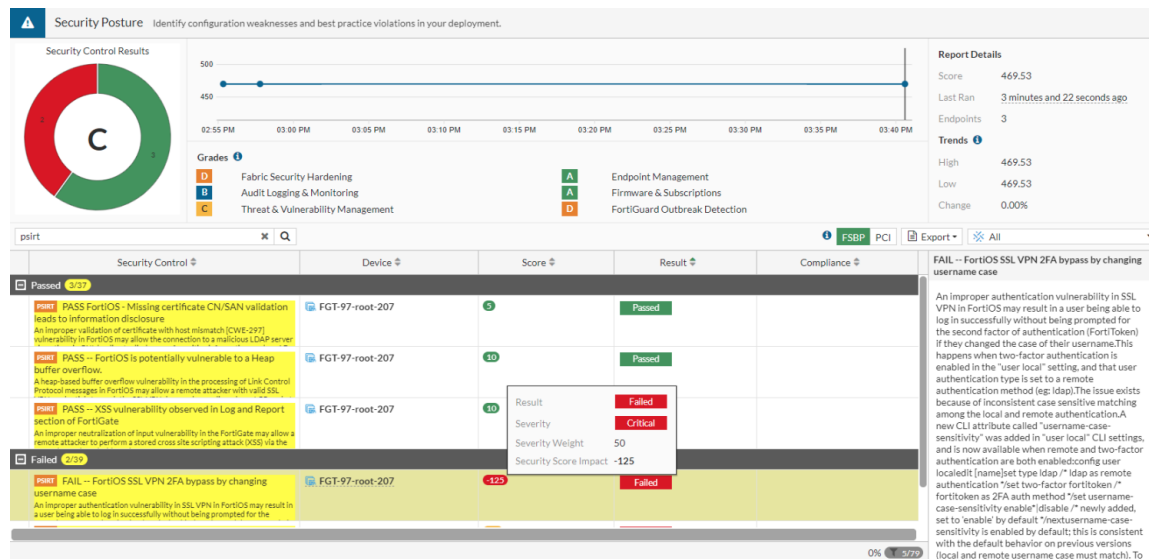 Security Posture Identify configuration weaknesses and best practice violations in your deployment.
Security Control Results
2
3
C
500
450
02:55 PM 03:00 PM 03:05 PM 03:10 PM 03:15 PM 03:20 PM 03:25 PM 03:30 PM 03:35 PM 03:40 PM
Grades
D Fabric Security Hardening
B Audit Logging & Monitoring
C Threat & Vulnerability Management
A Endpoint Management
A Firmware & Subscriptions
D FortiGuard Outbreak Detection
Report Details
Score 469.53
Last Ran 3 minutes and 22 seconds ago
Endpoints 3
Trends
High 469.53
Low 469.53
Change 0.00%
psirt
FSBP PCI Export All
Security Control Device Score Result Compliance
Passed 3/37
PSIRT PASS FortiOS - Missing certificate CN/SAN validation
leads to information disclosure
An improper validation of certificate with host mismatch [CWE-297]
vulnerability in FortiOS may allow the connection to a malicious LDAP server
FGT-97-root-207 5 Passed
PSIRT PASS -- FortiOS is potentially vulnerable to a Heap
buffer overflow.
A heap-based buffer overflow vulnerability in the processing of Link Control
Protocol messages in FortiOS may allow a remote attacker with valid SSL
FGT-97-root-207 10 Passed
PSIRT PASS -- XSS vulnerability observed in Log and Report
section of FortiGate
An improper neutralization of input vulnerability in the FortiGate may allow a
remote attacker to perform a stored cross site scripting attack (XSS) via the
FGT-97-root-207 10
Result Failed
Severity Critical
Severity Weight 50
Security Score Impact -125
Failed 2/39
PSIRT FAIL -- FortiOS SSL VPN 2FA bypass by changing
username case
An improper authentication vulnerability in SSL VPN in FortiOS may result in
a user being able to log in successfully without being prompted for the
FGT-97-root-207 -125 Failed
0% 5/79
FAIL -- FortiOS SSL VPN 2FA bypass by changing
username case
An improper authentication vulnerability in SSL
VPN in FortiOS may result in a user being able to
log in successfully without being prompted for
the second factor of authentication (FortiToken)
if they changed the case of their username.This
happens when two-factor authentication is
enabled in the "user local" setting, and that user
authentication type is set to a remote
authentication method (eg: ldap).The issue exists
because of inconsistent case sensitive matching
among the local and remote authentication.A
new CLI attribute called "username-case-
sensitivity" was added in "user local" CLI settings,
and is now available when remote and two-factor
authentication are both enabled:config user
localedit [name]set type ldap /* ldap as remote
authentication */set two-factor fortitoken /*
fortitoken as 2FA auth method */set username-
case-sensitivity enable*|disable /* newly added,
set to 'enable' by default */nextusername-case-
sensitivity is enabled by default; this is consistent
with the default behavior on previous versions
(local and remote username case must match). To